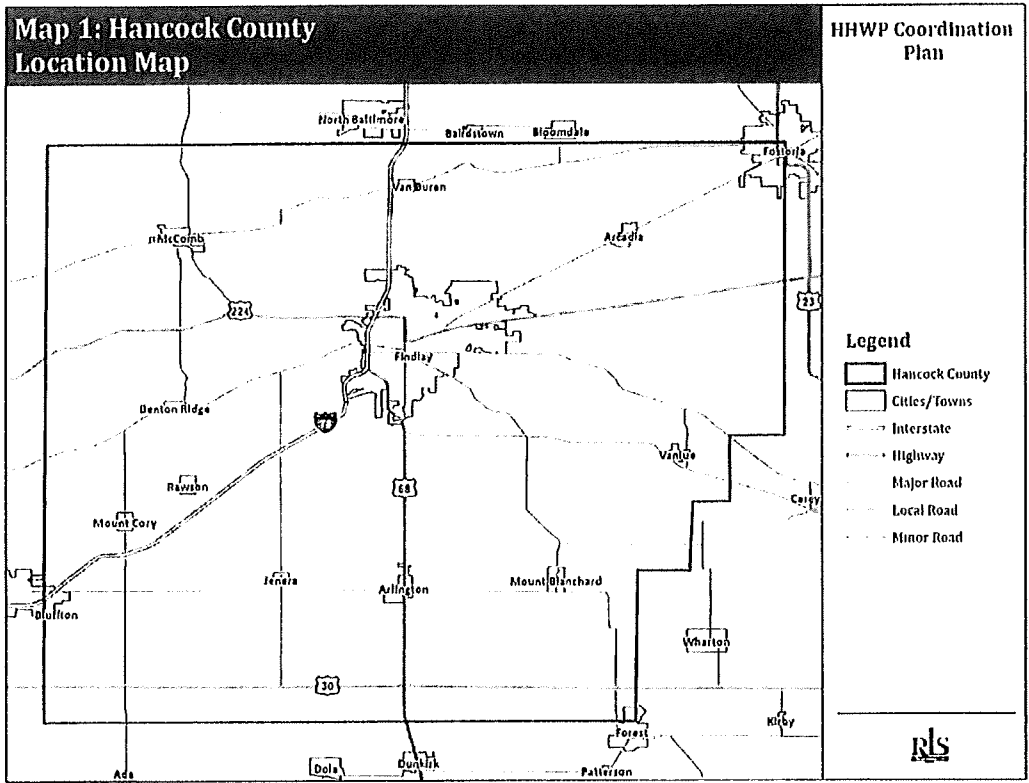 Map 1: Hancock County
Location Map
HHWP Coordination
Plan
North Baltimore
Bairdstown
Bloomdale
Fostoria
Van Buren
McComb
Arcadia
224
23
Findlay
Benton Ridge
Vanlue
Rawson
68
Carey
Mount Cory
Jenera
Arlington
Mount Blanchard
Bluffton
Wharton
30
Forest
Kirby
Ada
Dola
Dunkirk
Patterson
Legend
Hancock County
Cities/Towns
Interstate
Highway
Major Road
Local Road
Minor Road
RLS